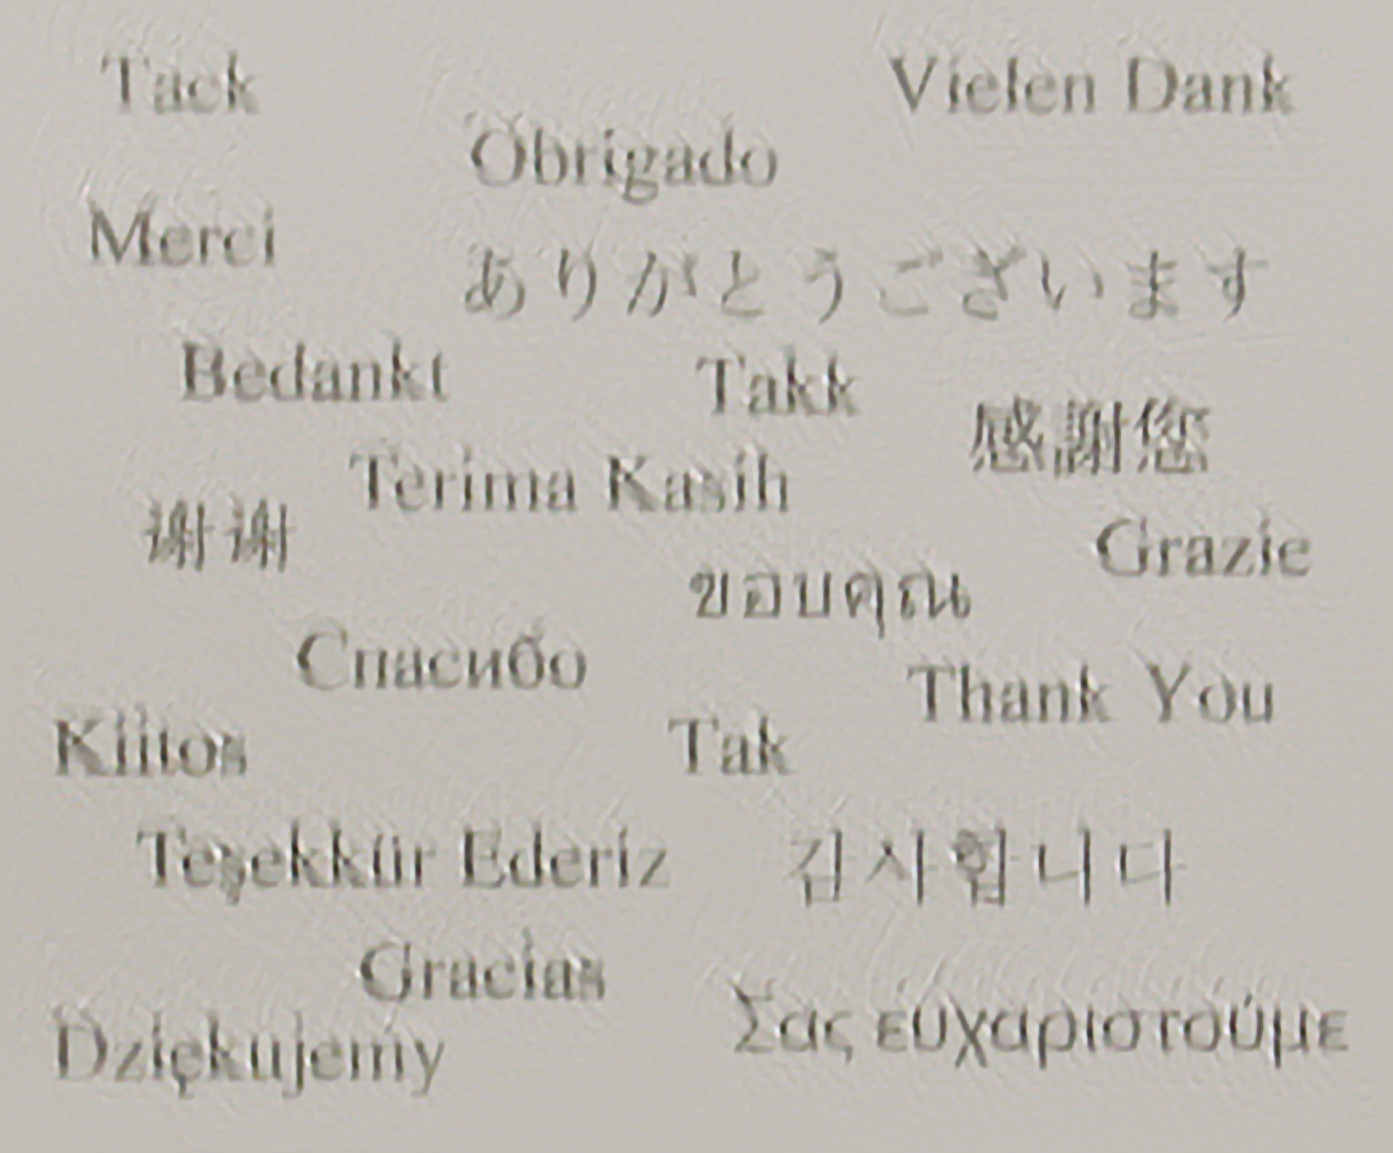 Tack
Vielen Dank
Obrigado
Merci
ありがとうございます
Bedankt
Takk
感謝您
Terima Kasih
谢谢
Grazie
ขอบคุณ
Спасибо
Thank You
Kiitos
Tak
Teşekkür Ederiz
감사합니다
Gracias
Σας ευχαριστούμε
Dziękujemy